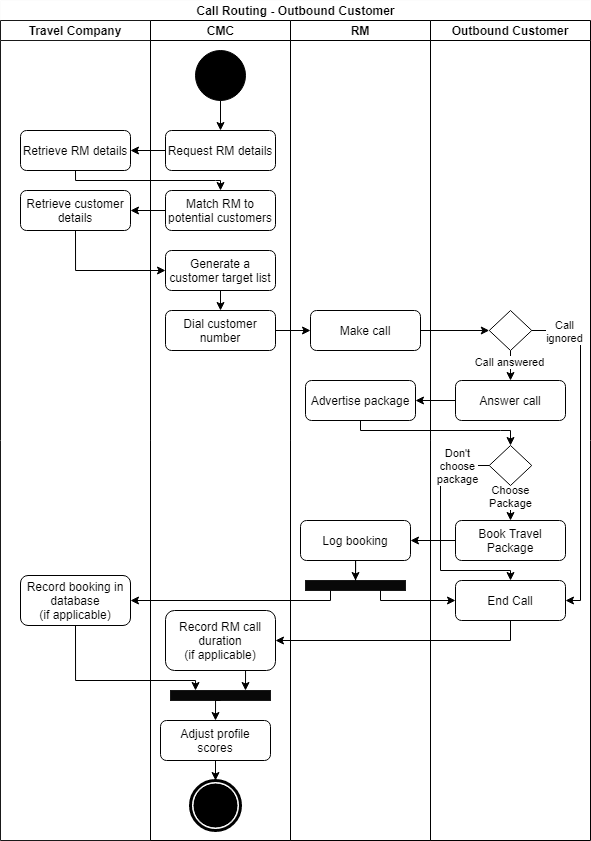 Call Routing - Outbound Customer
Travel Company
CMC
RM
Outbound Customer
Retrieve RM details
Request RM details
Retrieve customer
details
Match RM to
potential customers
Generate a
customer target list
Dial customer
number
Make call
Call
ignored
Call answered
Advertise package
Answer call
Don't
choose
package
Choose
Package
Log booking
Book Travel
Package
Record booking in
database
(if applicable)
End Call
Record RM call
duration
(if applicable)
Adjust profile
scores